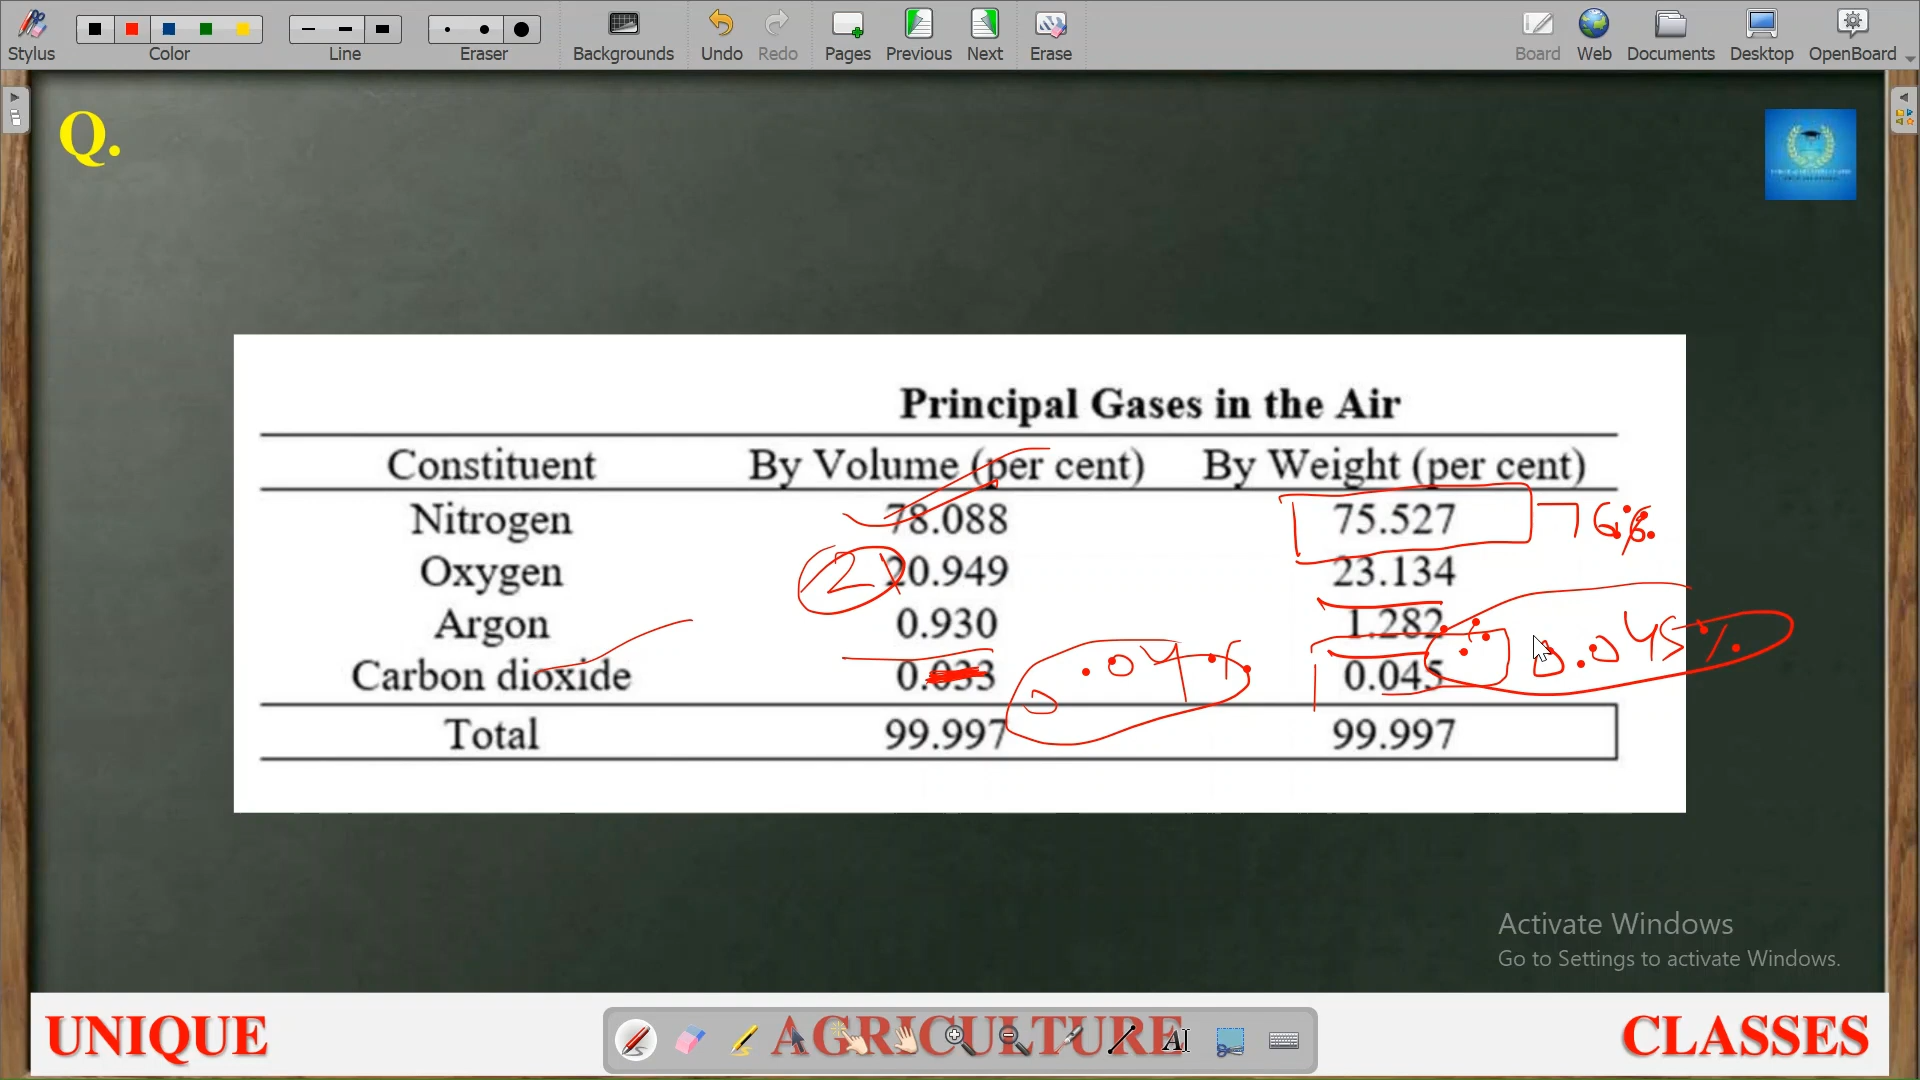 Stylus Color Line Eraser Backgrounds Undo Redo Pages Previous Next Erase Board Web Documents Desktop OpenBoard
Q.
Principal Gases in the Air
Constituent By Volume (per cent) By Weight (per cent)
Nitrogen 78.088 75.527 76%
Oxygen 21 20.949 23.134
Argon 0.930 1.282
Carbon dioxide 0.033 0.04% 0.045 0.045%
Total 99.997 99.997
Activate Windows
Go to Settings to activate Windows.
UNIQUE AGRICULTURE CLASSES